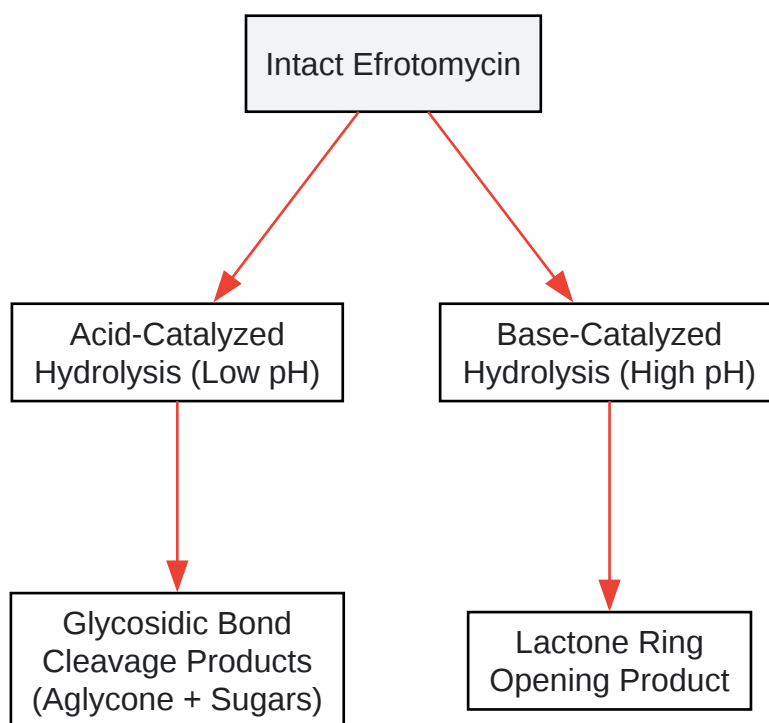 Intact Efrotomycin
Acid-Catalyzed
Hydrolysis (Low pH)
Base-Catalyzed
Hydrolysis (High pH)
Glycosidic Bond
Cleavage Products
(Aglycone + Sugars)
Lactone Ring
Opening Product